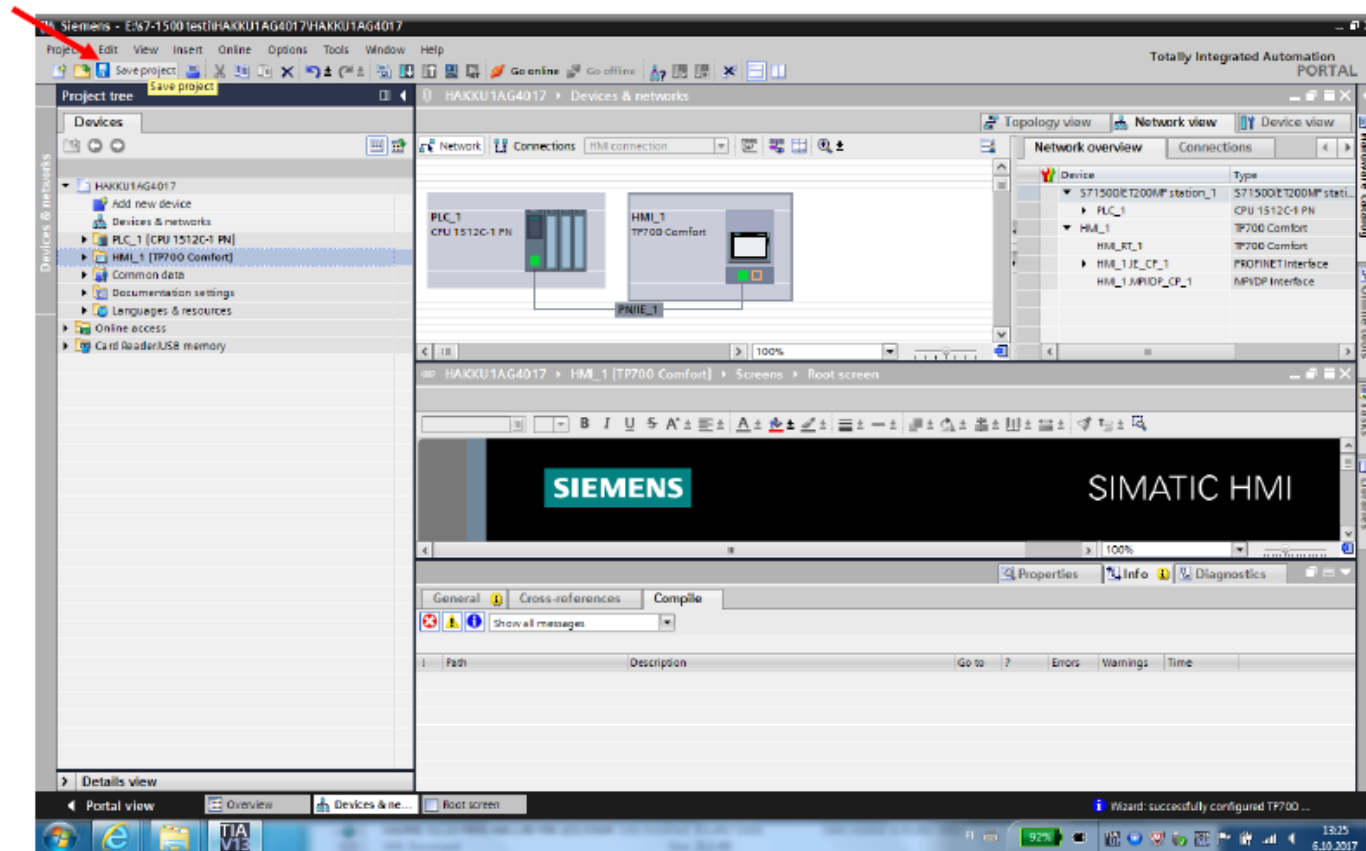 Siemens - E:\s7-1500 testi\HAKKU1AG4017\HAKKU1AG4017
Project Edit View Insert Online Options Tools Window Help
Totally Integrated Automation
PORTAL
Save project
Go online
Go offline
Save project
Project tree
HAKKU1AG4017
Devices & networks
Devices
Topology view
Network view
Device view
Network
Connections
HMI connection
Network overview
Connections
Devices & networks
HAKKU1AG4017
Add new device
Devices & networks
PLC_1 [CPU 1512C-1 PN]
HMI_1 [TP700 Comfort]
Common data
Documentation settings
Languages & resources
Online access
Card Reader/USB memory
PLC_1
CPU 1512C-1 PN
HMI_1
TP700 Comfort
PN/IE_1
100%
Device Type
S71500/ET200MP station_1 S71500/ET200MP stati...
PLC_1 CPU 1512C-1 PN
HMI_1 TP700 Comfort
HMI_RT_1 TP700 Comfort
HMI_1.IE_CP_1 PROFINET Interface
HMI_1.MPI/DP_CP_1 MPI/DP Interface
HAKKU1AG4017
HMI_1 [TP700 Comfort]
Screens
Root screen
B I U S A
SIEMENS
SIMATIC HMI
100%
Properties
Info
Diagnostics
General
Cross-references
Compile
Show all messages
! Path Description Go to ? Errors Warnings Time
Details view
Portal view
Overview
Devices & ne...
Root screen
Wizard: successfully configured TP700 ...
TIA
V13
FI
92%
13:25
6.10.2017